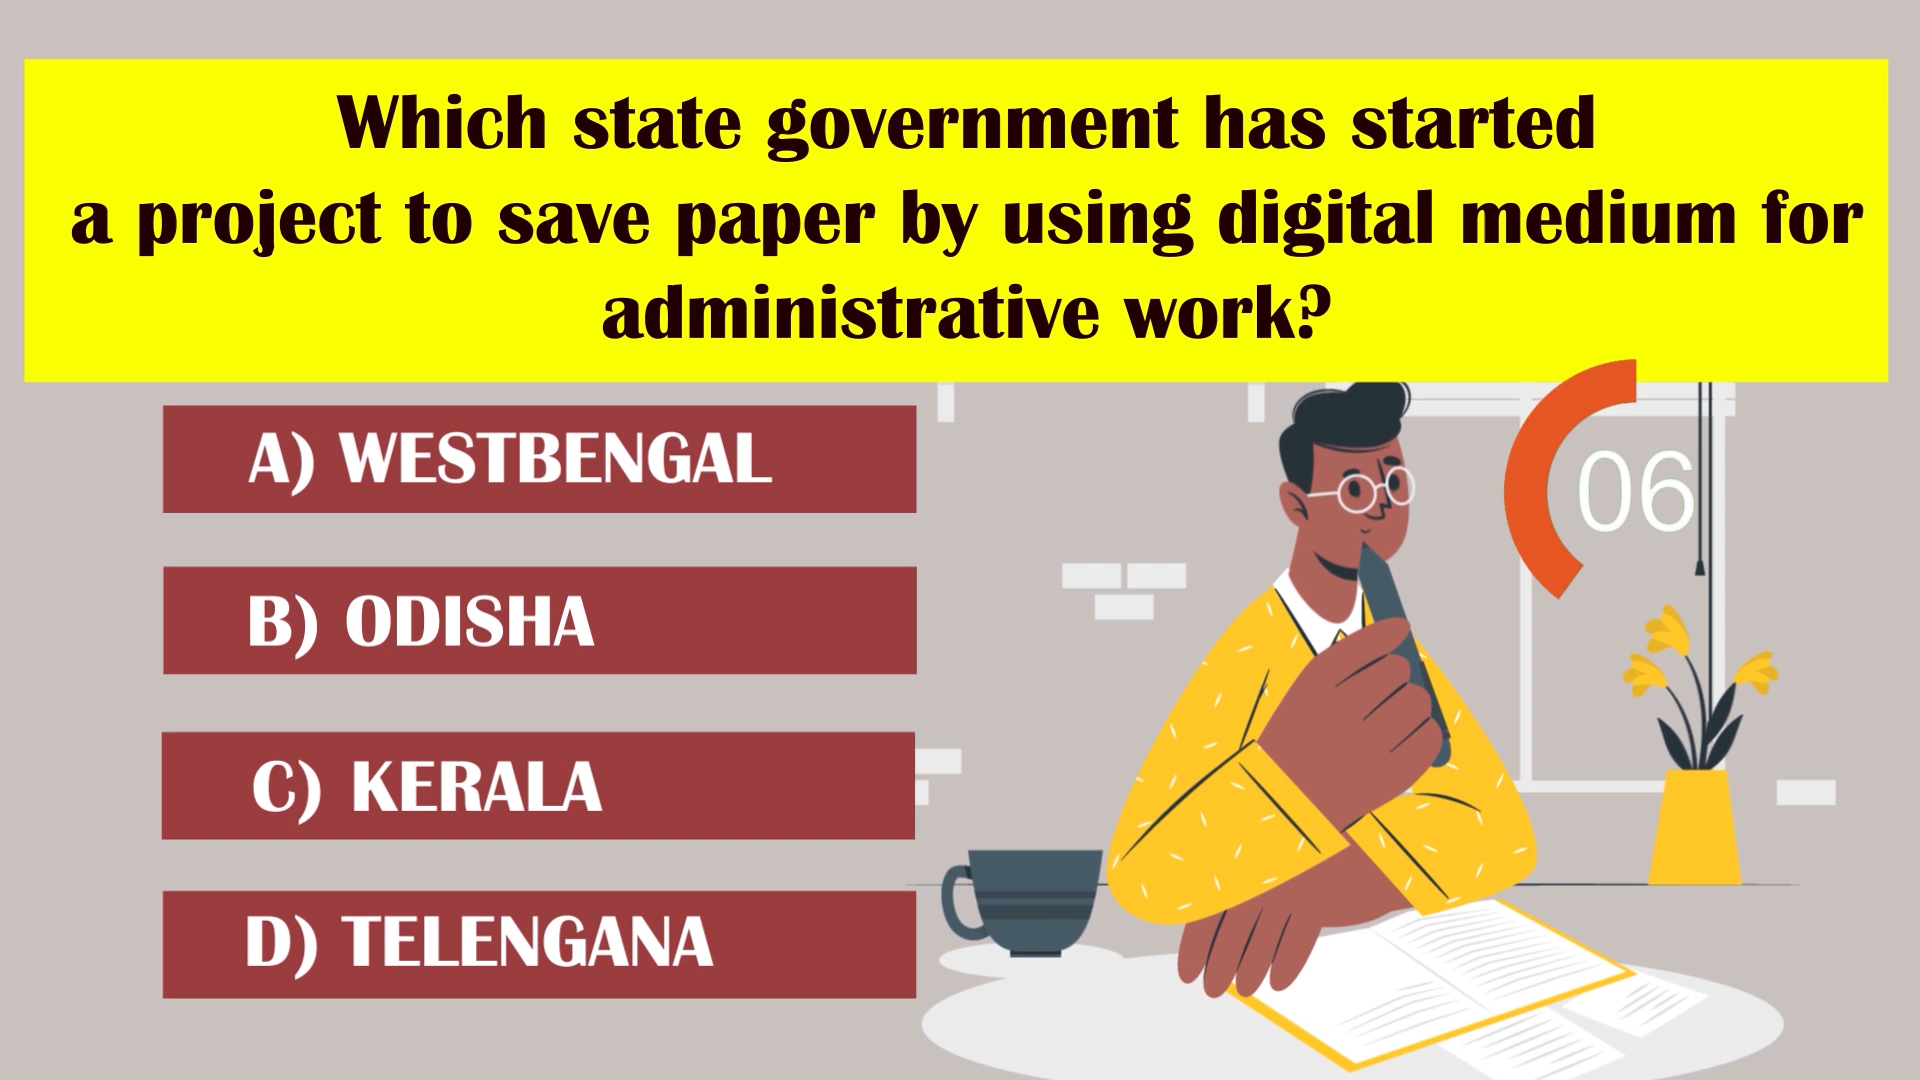 Which state government has started
a project to save paper by using digital medium for
administrative work?
06
A) WESTBENGAL
B) ODISHA
C) KERALA
D) TELENGANA